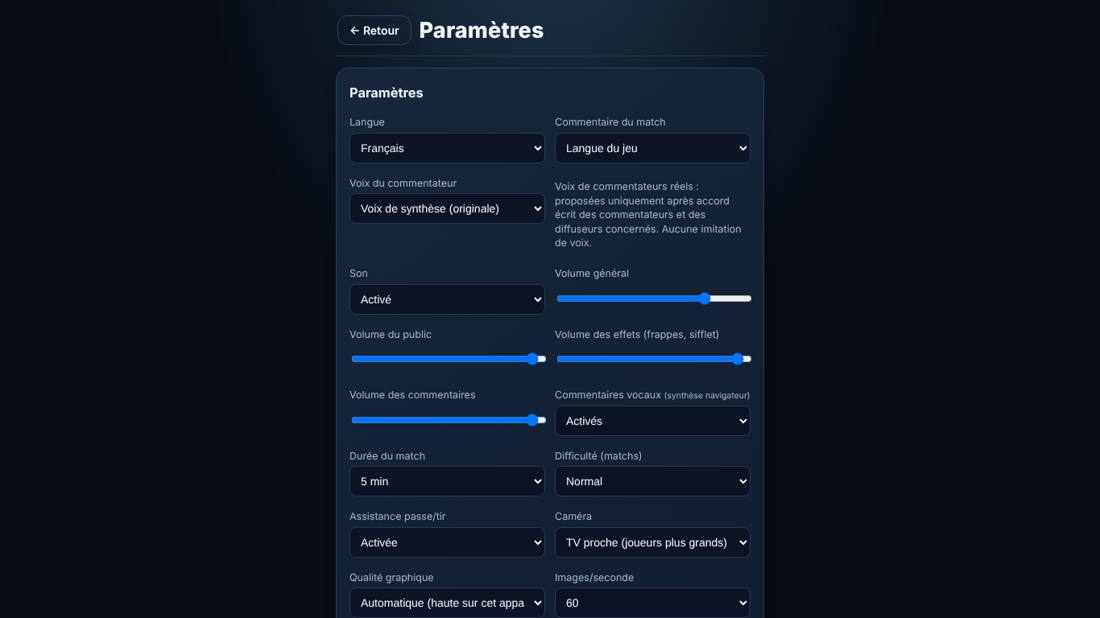 ← Retour
Paramètres
Paramètres
Langue
Commentaire du match
Français
Langue du jeu
Voix du commentateur
Voix de synthèse (originale)
Voix de commentateurs réels :
proposées uniquement après accord
écrit des commentateurs et des
diffuseurs concernés. Aucune imitation
de voix.
Son
Volume général
Activé
Volume du public
Volume des effets (frappes, sifflet)
Volume des commentaires
Commentaires vocaux (synthèse navigateur)
Activés
Durée du match
Difficulté (matchs)
5 min
Normal
Assistance passe/tir
Caméra
Activée
TV proche (joueurs plus grands)
Qualité graphique
Images/seconde
Automatique (haute sur cet appa
60